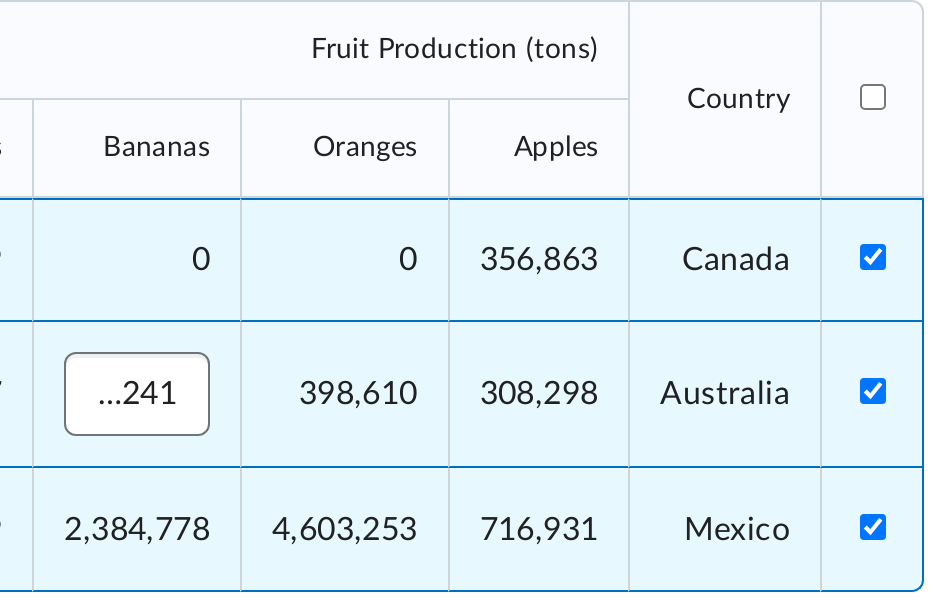 Fruit Production (tons)
Country
Bananas Oranges Apples
0 0 356,863 Canada
...241 398,610 308,298 Australia
2,384,778 4,603,253 716,931 Mexico